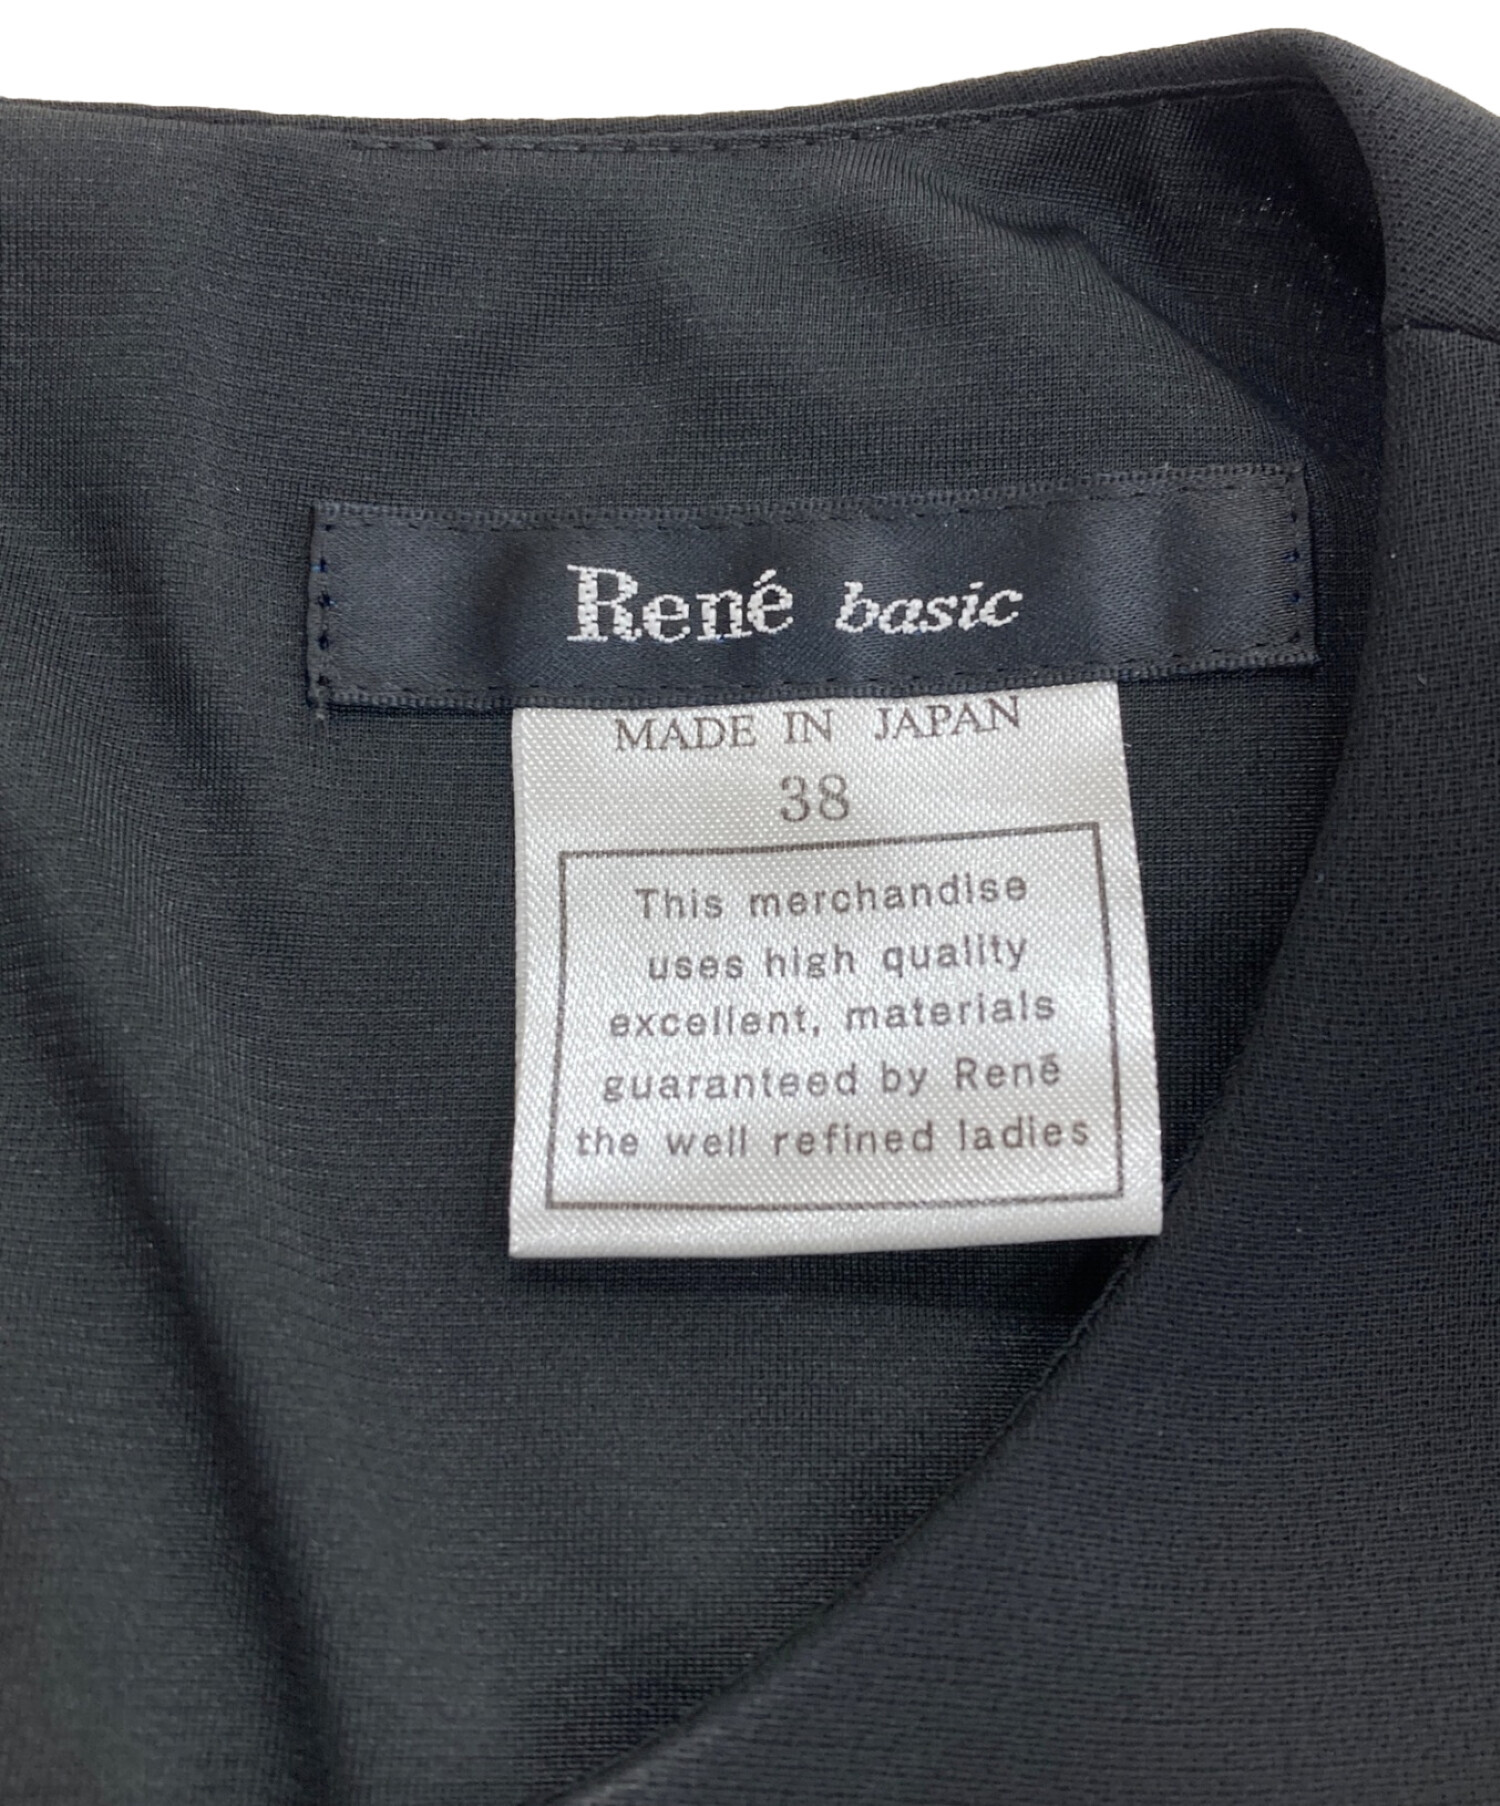 René basic
MADE IN JAPAN
38
This merchandise
uses high quality
excellent, materials
guaranteed by René
the well refined ladies